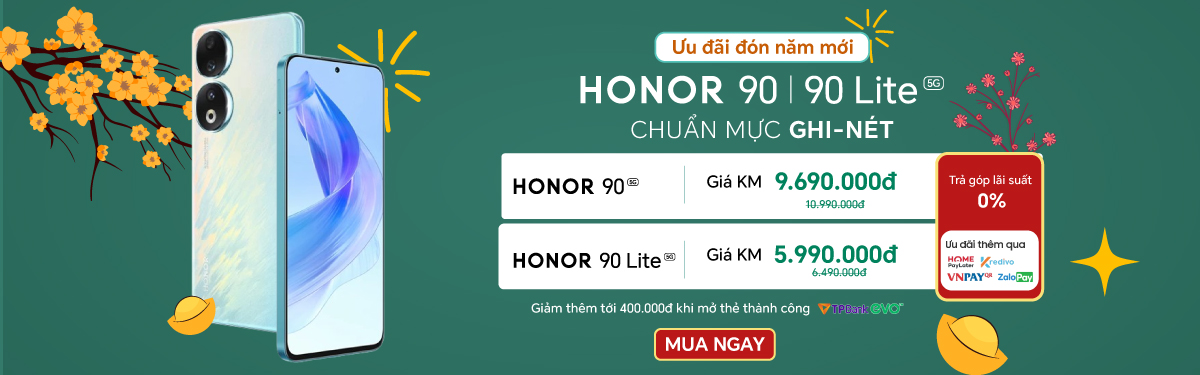 Ưu đãi đón năm mới
HONOR 90 | 90 Lite 5G
CHUẨN MỰC GHI-NÉT
HONOR 90 5G
Giá KM 9.690.000đ
10.990.000đ
HONOR 90 Lite 5G
Giá KM 5.990.000đ
6.490.000đ
Trả góp lãi suất
0%
Ưu đãi thêm qua
HOME PayLater
Kredivo
VNPAY QR
ZaloPay
Giảm thêm tới 400.000đ khi mở thẻ thành công TPBank EVO
MUA NGAY